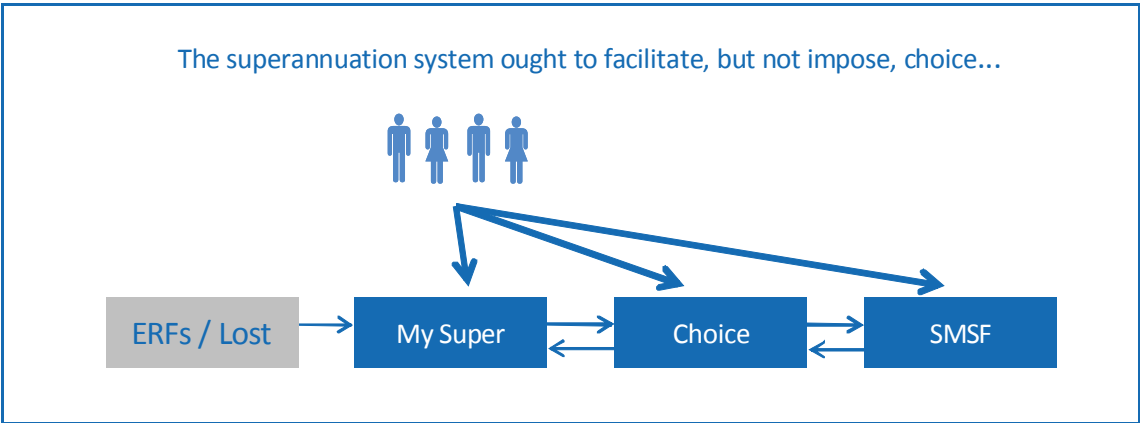 The superannuation system ought to facilitate, but not impose, choice...
ERFs / Lost
My Super
Choice
SMSF